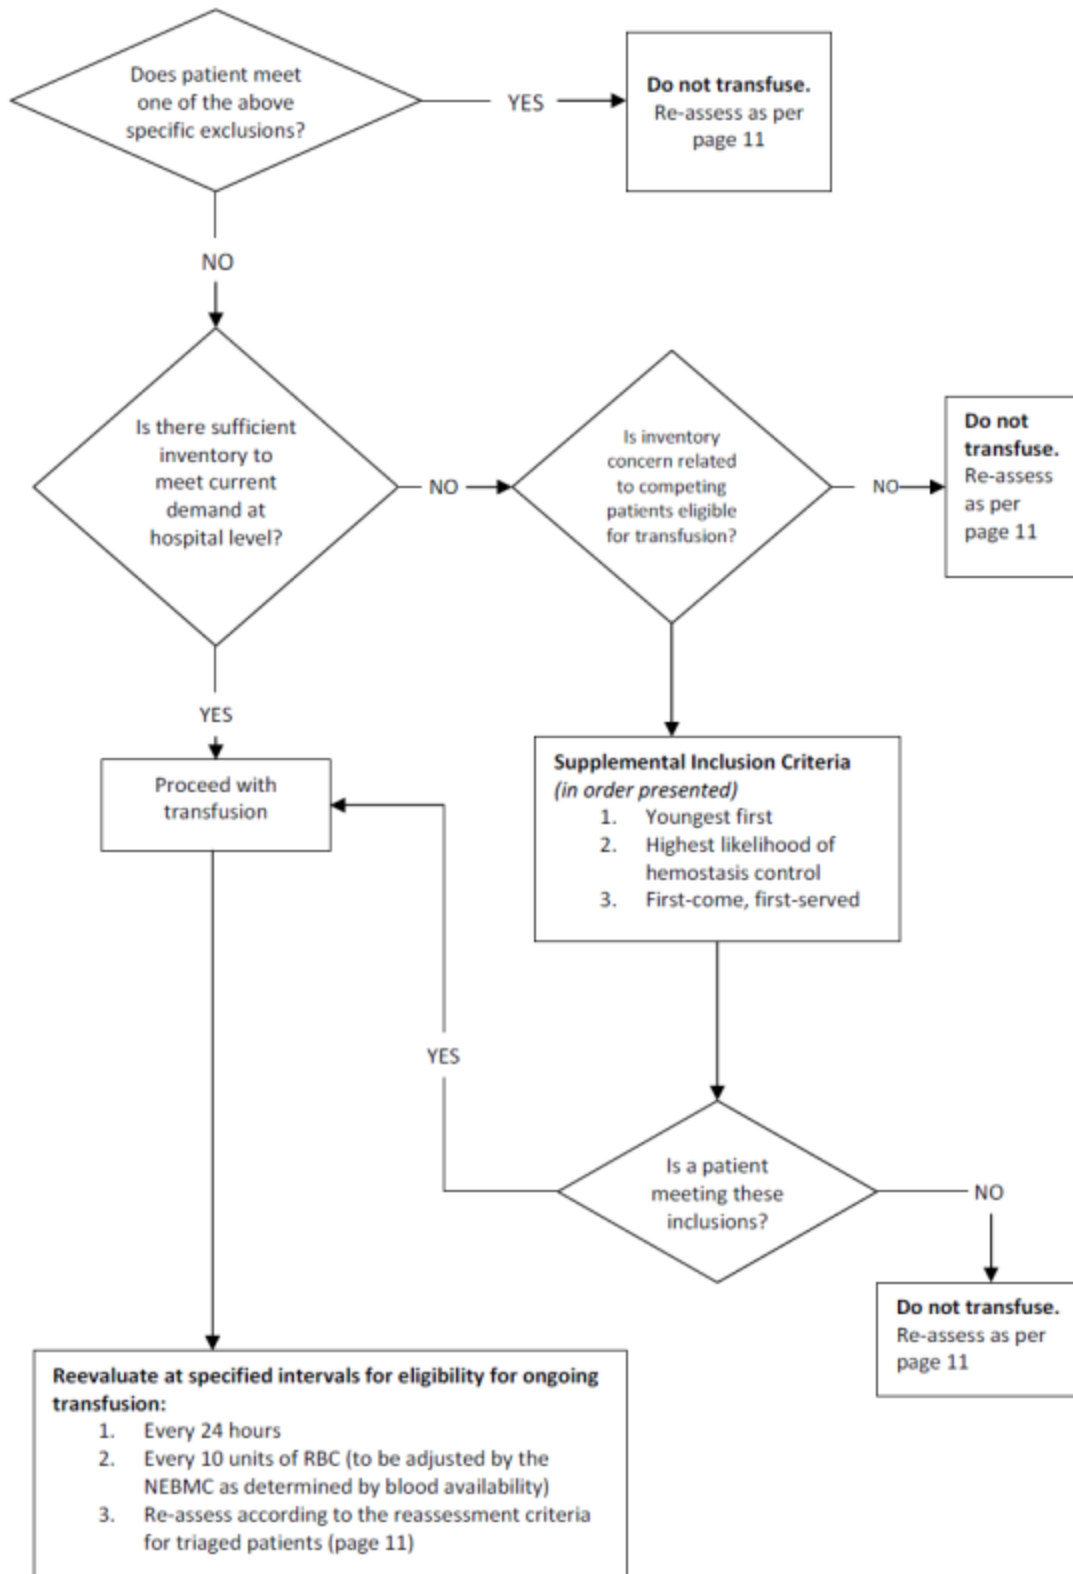 Does patient meet
one of the above
specific exclusions?
YES
Do not transfuse.
Re-assess as per
page 11
NO
Is there sufficient
inventory to
meet current
demand at
hospital level?
NO
Is inventory
concern related
to competing
patients eligible
for transfusion?
NO
Do not
transfuse.
Re-assess
as per
page 11
YES
Proceed with
transfusion
Supplemental Inclusion Criteria
(in order presented)
1. Youngest first
2. Highest likelihood of
hemostasis control
3. First-come, first-served
YES
Is a patient
meeting these
inclusions?
NO
Do not transfuse.
Re-assess as per
page 11
Reevaluate at specified intervals for eligibility for ongoing
transfusion:
1. Every 24 hours
2. Every 10 units of RBC (to be adjusted by the
NEBMC as determined by blood availability)
3. Re-assess according to the reassessment criteria
for triaged patients (page 11)